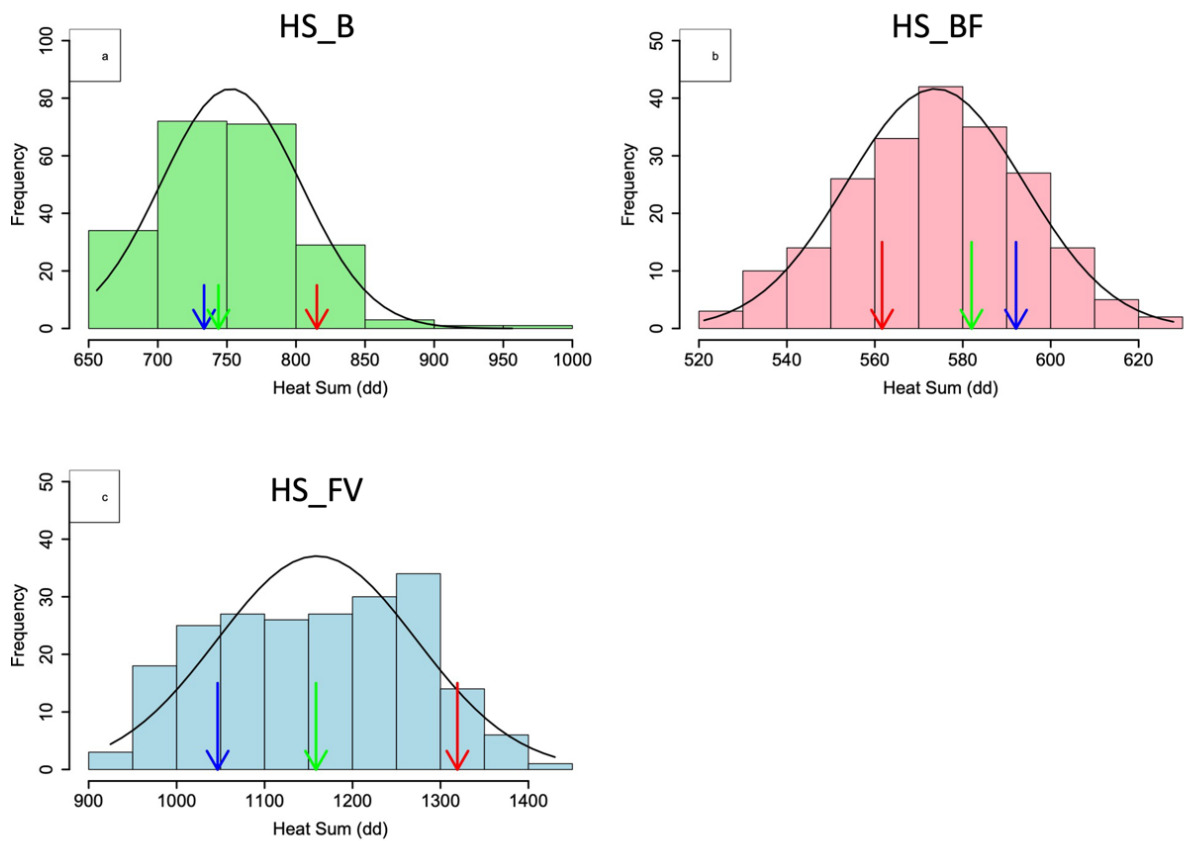 HS_B
a
Frequency
0 20 40 60 80 100
650 700 750 800 850 900 950 1000
Heat Sum (dd)
HS_BF
b
Frequency
0 10 20 30 40 50
520 540 560 580 600 620
Heat Sum (dd)
HS_FV
c
Frequency
0 10 20 30 40 50
900 1000 1100 1200 1300 1400
Heat Sum (dd)